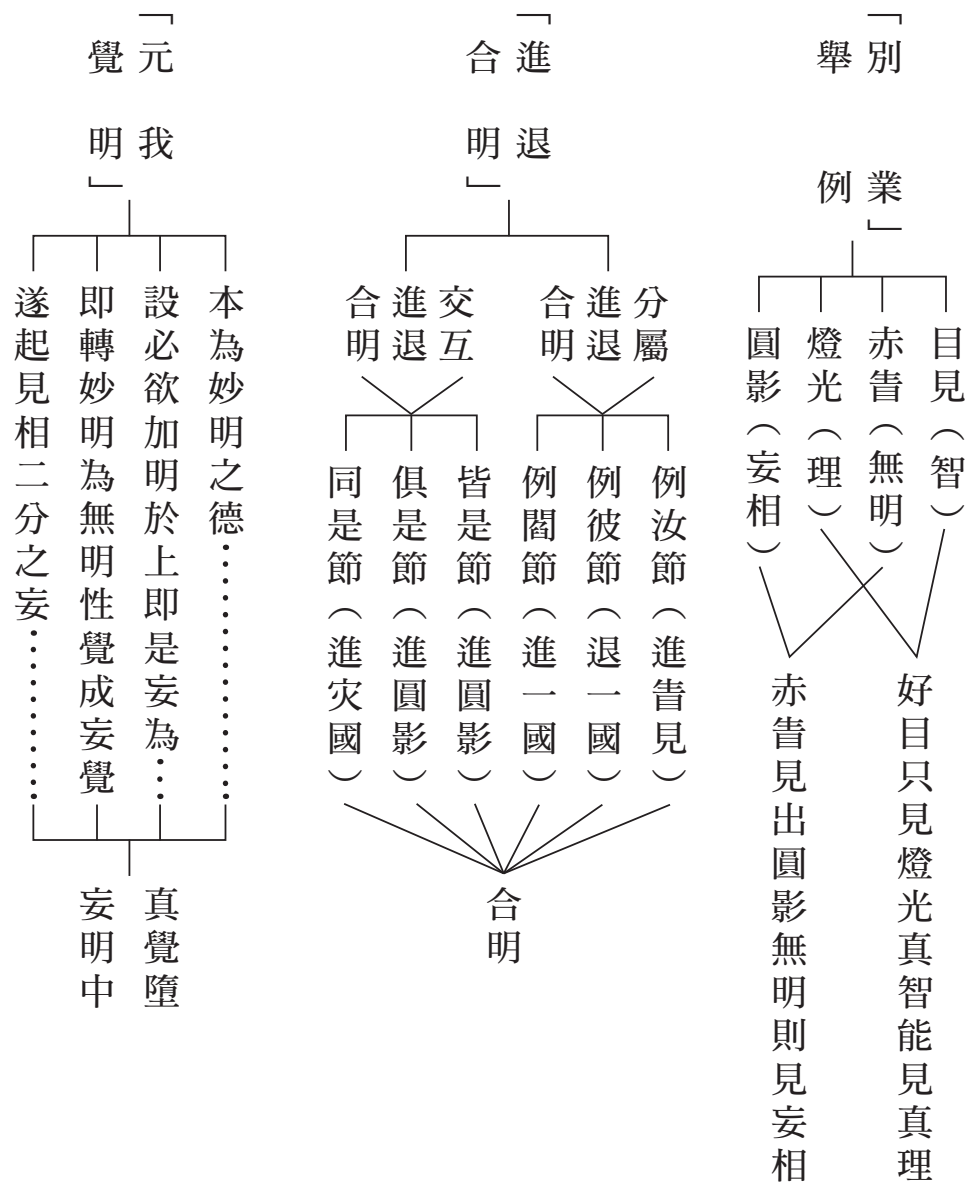 「別業」
舉例
目見（智）
赤眚（無明）
燈光（理）
圓影（妄相）
好目只見燈光真智能見真理
赤眚見出圓影無明則見妄相
「進退
合明」
分屬
進退
合明
交互
進退
合明
例汝節（進眚見）
例彼節（退一國）
例閻節（進一國）
皆是節（進圓影）
俱是節（進圓影）
同是節（進灾國）
合明
「元我
覺明」
本為妙明之德⋯⋯⋯⋯
設必欲加明於上即是妄為⋯
即轉妙明為無明性覺成妄覺
遂起見相二分之妄⋯⋯⋯
真覺墮
妄明中